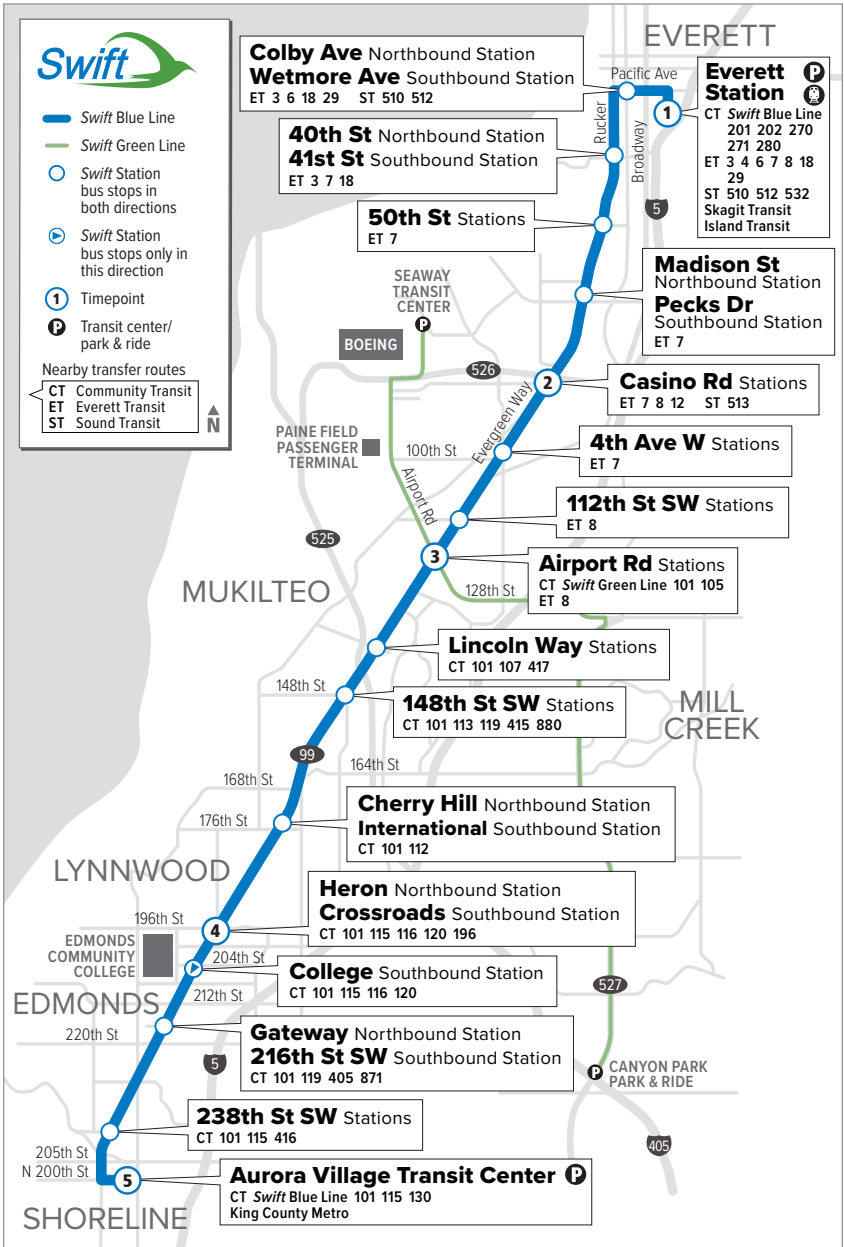 Swift
Swift Blue Line
Swift Green Line
Swift Station
bus stops in
both directions
Swift Station
bus stops only in
this direction
1 Timepoint
P Transit center/
park & ride
Nearby transfer routes
CT Community Transit
ET Everett Transit
ST Sound Transit
N
EVERETT
Colby Ave Northbound Station
Wetmore Ave Southbound Station
ET 3 6 18 29 ST 510 512
Pacific Ave
Rucker
Broadway
1
Everett P
Station
CT Swift Blue Line
201 202 270
271 280
ET 3 4 6 7 8 18
29
ST 510 512 532
Skagit Transit
Island Transit
40th St Northbound Station
41st St Southbound Station
ET 3 7 18
5
50th St Stations
ET 7
Madison St
Northbound Station
Pecks Dr
Southbound Station
ET 7
SEAWAY
TRANSIT
CENTER
P
BOEING
526
2
Casino Rd Stations
ET 7 8 12 ST 513
Evergreen Way
PAINE FIELD
PASSENGER
TERMINAL
100th St
4th Ave W Stations
ET 7
Airport Rd
112th St SW Stations
ET 8
525
3
Airport Rd Stations
CT Swift Green Line 101 105
ET 8
128th St
MUKILTEO
Lincoln Way Stations
CT 101 107 417
148th St
148th St SW Stations
CT 101 113 119 415 880
MILL
CREEK
99
164th St
168th St
Cherry Hill Northbound Station
International Southbound Station
CT 101 112
176th St
LYNNWOOD
Heron Northbound Station
Crossroads Southbound Station
CT 101 115 116 120 196
196th St
4
EDMONDS
COMMUNITY
COLLEGE
204th St
College Southbound Station
CT 101 115 116 120
212th St
527
EDMONDS
220th St
Gateway Northbound Station
216th St SW Southbound Station
CT 101 119 405 871
5
P CANYON PARK
PARK & RIDE
238th St SW Stations
CT 101 115 416
405
205th St
N 200th St
5
Aurora Village Transit Center P
CT Swift Blue Line 101 115 130
King County Metro
SHORELINE